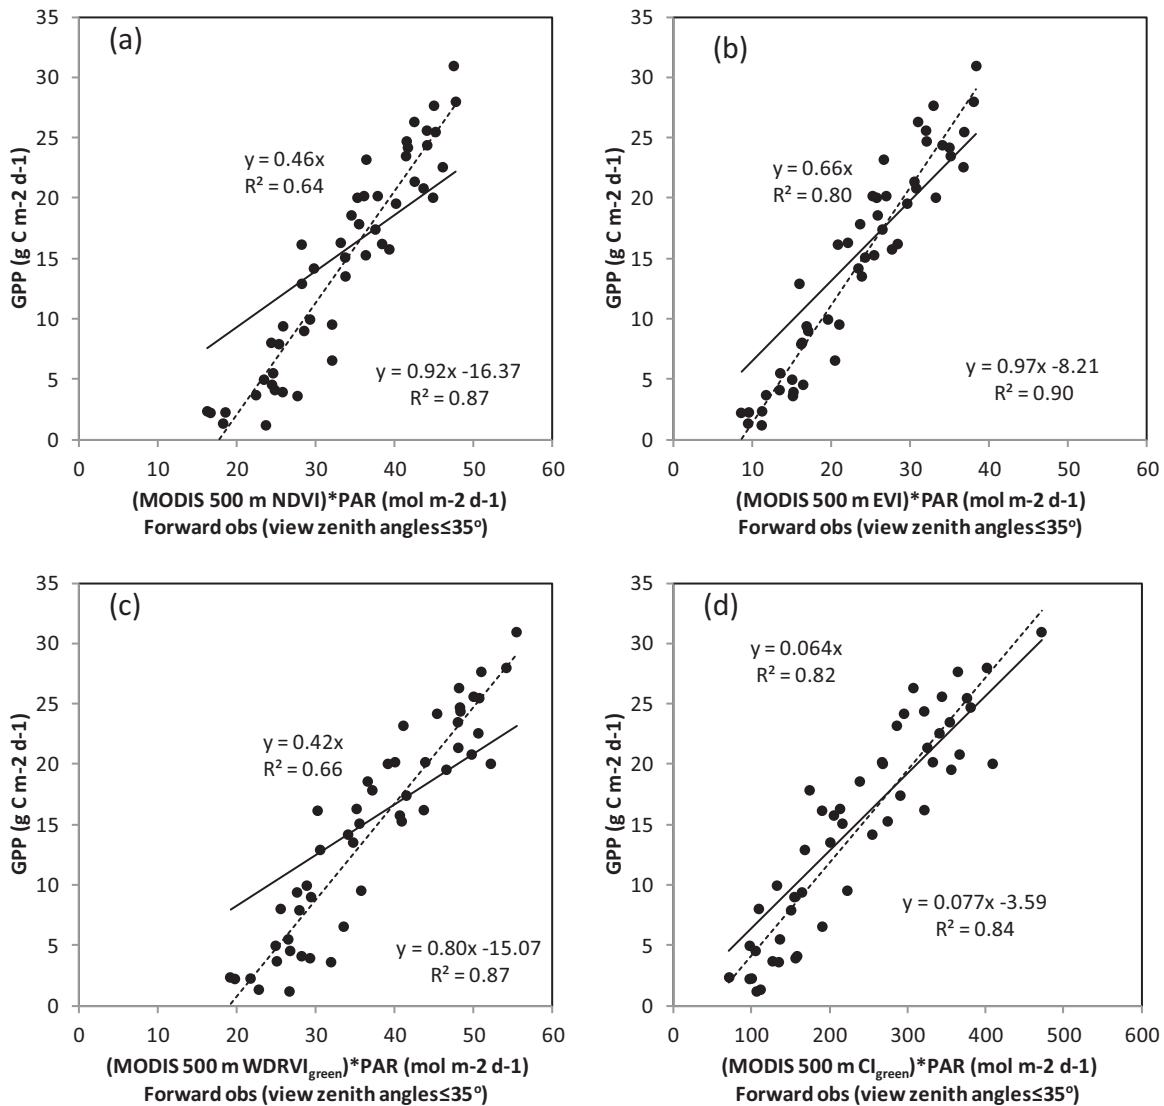 (a)
GPP (g C m-2 d-1)
35
30
25
20
15
10
5
0
y = 0.46x
R² = 0.64
y = 0.92x -16.37
R² = 0.87
0 10 20 30 40 50 60
(MODIS 500 m NDVI)*PAR (mol m-2 d-1)
Forward obs (view zenith angles≤35°)
(b)
GPP (g C m-2 d-1)
35
30
25
20
15
10
5
0
y = 0.66x
R² = 0.80
y = 0.97x -8.21
R² = 0.90
0 10 20 30 40 50 60
(MODIS 500 m EVI)*PAR (mol m-2 d-1)
Forward obs (view zenith angles≤35°)
(c)
GPP (g C m-2 d-1)
35
30
25
20
15
10
5
0
y = 0.42x
R² = 0.66
y = 0.80x -15.07
R² = 0.87
0 10 20 30 40 50 60
(MODIS 500 m WDRVIgreen)*PAR (mol m-2 d-1)
Forward obs (view zenith angles≤35°)
(d)
GPP (g C m-2 d-1)
35
30
25
20
15
10
5
0
y = 0.064x
R² = 0.82
y = 0.077x -3.59
R² = 0.84
0 100 200 300 400 500 600
(MODIS 500 m CIgreen)*PAR (mol m-2 d-1)
Forward obs (view zenith angles≤35°)